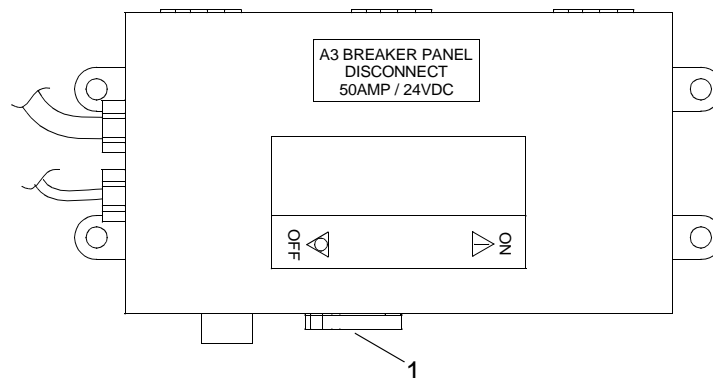 A3 BREAKER PANEL
DISCONNECT
50AMP / 24VDC
OFF
ON
1